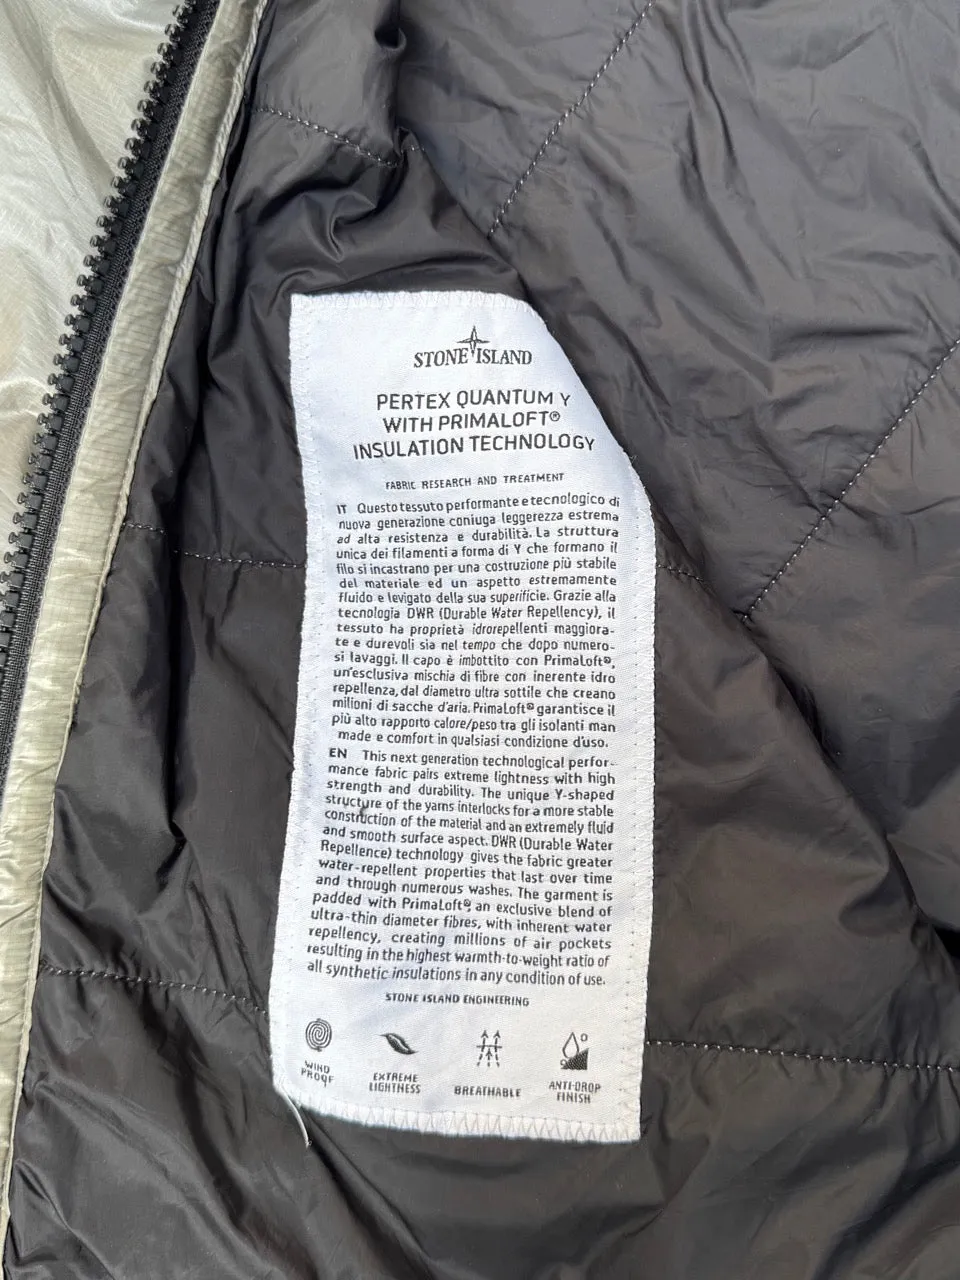 STONE ISLAND
PERTEX QUANTUM Y
WITH PRIMALOFT®
INSULATION TECHNOLOGY
FABRIC RESEARCH AND TREATMENT
IT Questo tessuto performante e tecnologico di
nuova generazione coniuga leggerezza estrema
ad alta resistenza e durabilità. La struttura
unica dei filamenti a forma di Y che formano il
filo si incastrano per una costruzione più stabile
del materiale ed un aspetto estremamente
fluido e levigato della sua superificie. Grazie alla
tecnologia DWR (Durable Water Repellency), il
tessuto ha proprietà idrorepellenti maggiora-
te e durevoli sia nel tempo che dopo numero-
si lavaggi. Il capo è imbottito con PrimaLoft®,
un'esclusiva mischia di fibre con inerente idro
repellenza, dal diametro ultra sottile che creano
milioni di sacche d'aria. PrimaLoft® garantisce il
più alto rapporto calore/peso tra gli isolanti man
made e comfort in qualsiasi condizione d'uso.
EN This next generation technological perfor-
mance fabric pairs extreme lightness with high
strength and durability. The unique Y-shaped
structure of the yarns interlocks for a more stable
construction of the material and an extremely fluid
and smooth surface aspect. DWR (Durable Water
Repellence) technology gives the fabric greater
water-repellent properties that last over time
and through numerous washes. The garment is
padded with PrimaLoft®, an exclusive blend of
ultra-thin diameter fibres, with inherent water
repellency, creating millions of air pockets
resulting in the highest warmth-to-weight ratio of
all synthetic insulations in any condition of use.
STONE ISLAND ENGINEERING
WIND
PROOF
EXTREME
LIGHTNESS
BREATHABLE
ANTI-DROP
FINISH